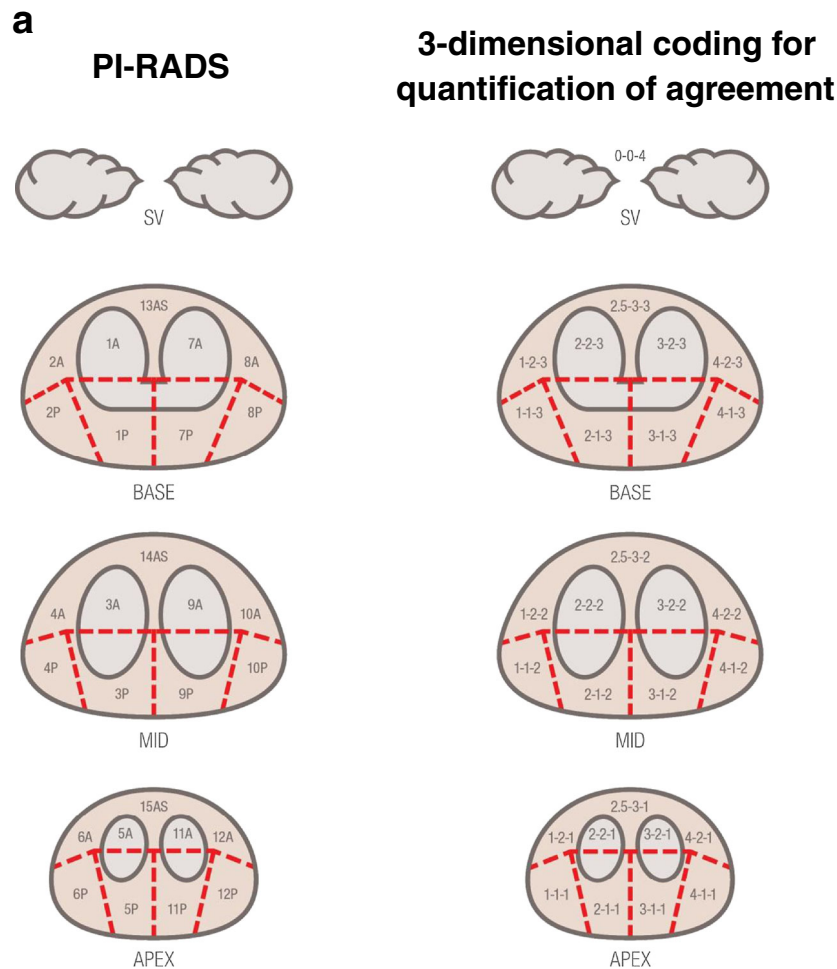 a
PI-RADS
3-dimensional coding for
quantification of agreement
SV
0-0-4
SV
13AS
1A 7A
2A 8A
2P 8P
1P 7P
BASE
2.5-3-3
2-2-3 3-2-3
1-2-3 4-2-3
1-1-3 4-1-3
2-1-3 3-1-3
BASE
14AS
3A 9A
4A 10A
4P 10P
3P 9P
MID
2.5-3-2
2-2-2 3-2-2
1-2-2 4-2-2
1-1-2 4-1-2
2-1-2 3-1-2
MID
15AS
6A 5A 11A 12A
6P 12P
5P 11P
APEX
2.5-3-1
1-2-1 2-2-1 3-2-1 4-2-1
1-1-1 4-1-1
2-1-1 3-1-1
APEX